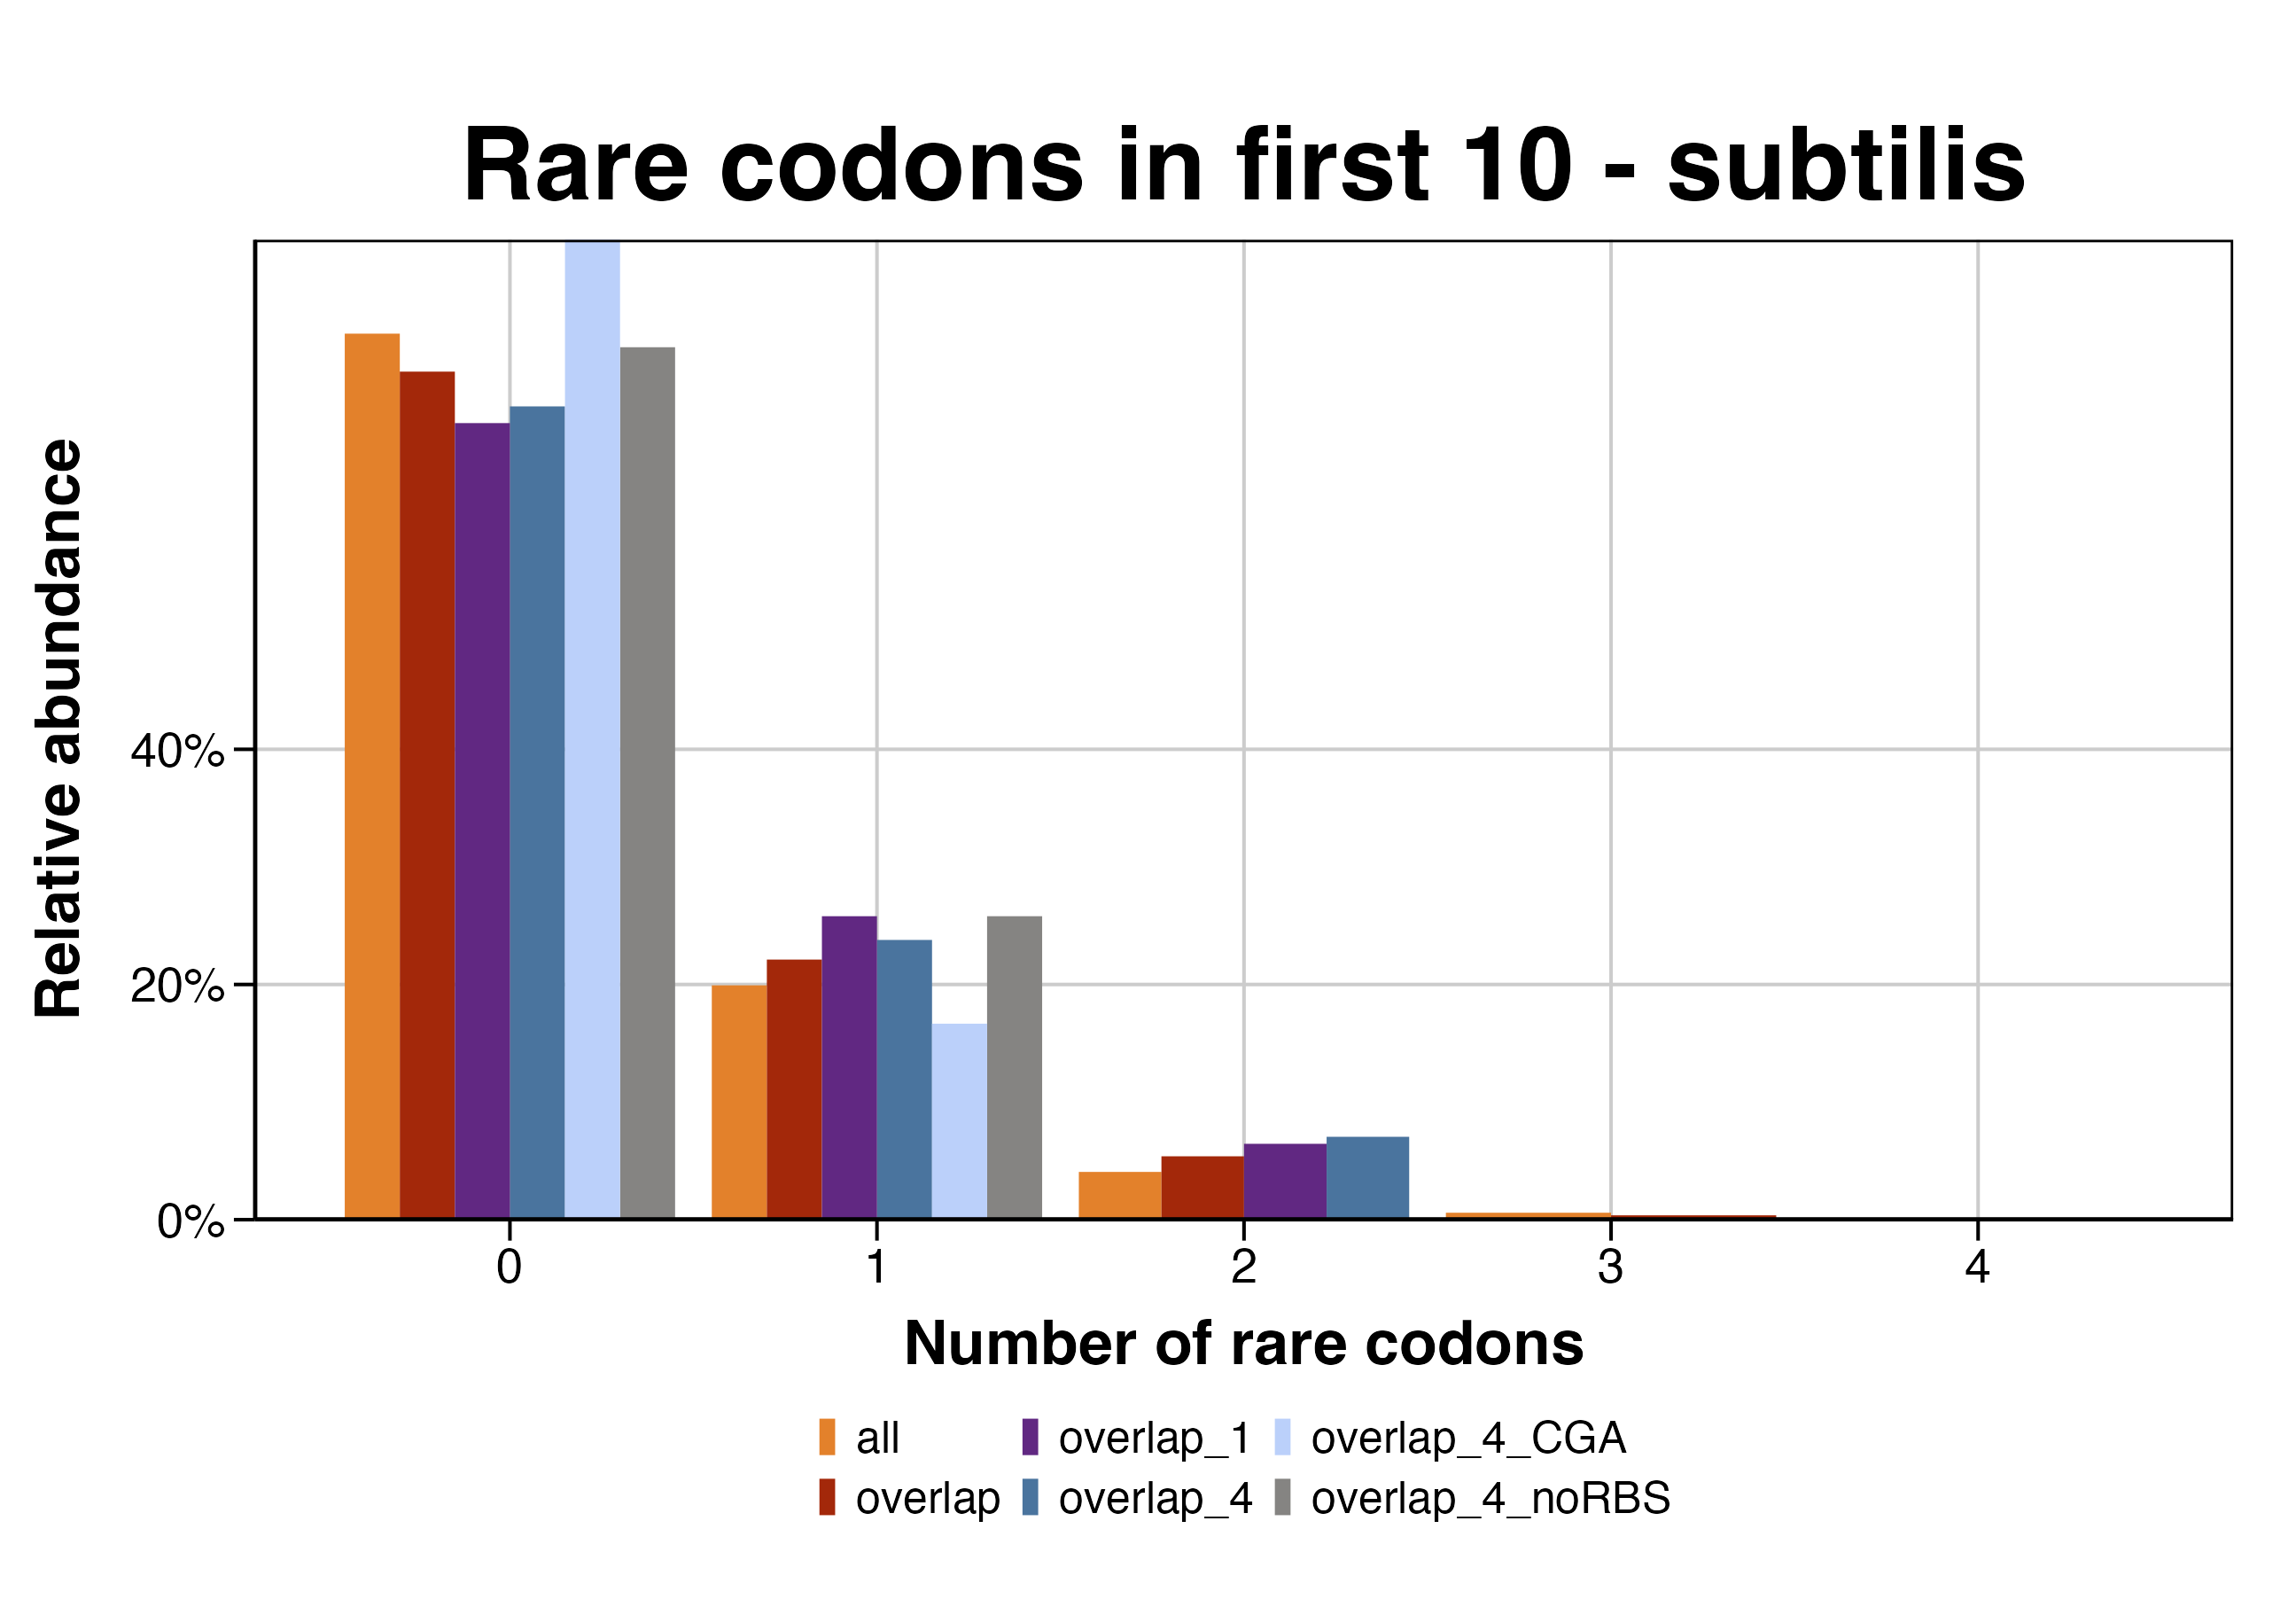 Rare codons in first 10 - subtilis
Relative abundance
40%
20%
0%
0 1 2 3 4
Number of rare codons
all overlap_1 overlap_4_CGA
overlap overlap_4 overlap_4_noRBS